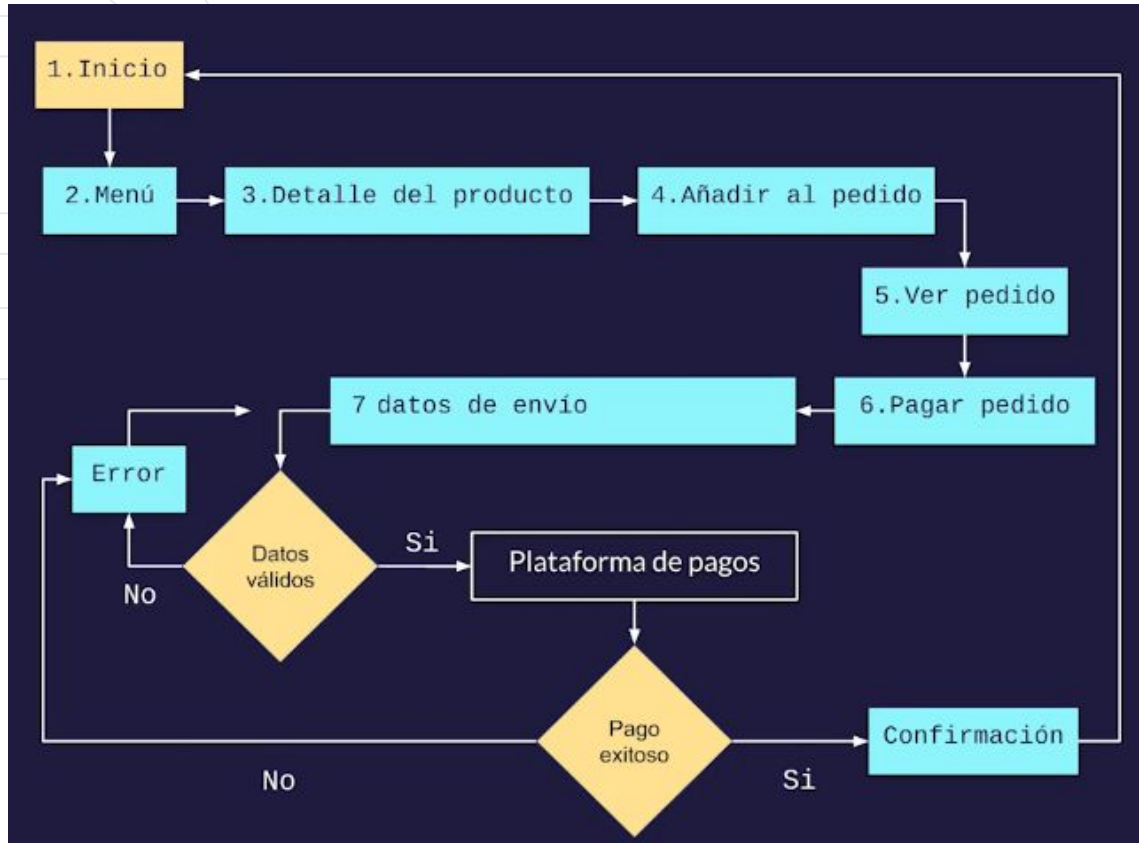 1.Inicio
2.Menú
3.Detalle del producto
4.Añadir al pedido
5.Ver pedido
6.Pagar pedido
7 datos de envío
Error
Datos
válidos
Si
No
Plataforma de pagos
Pago
exitoso
No
Si
Confirmación